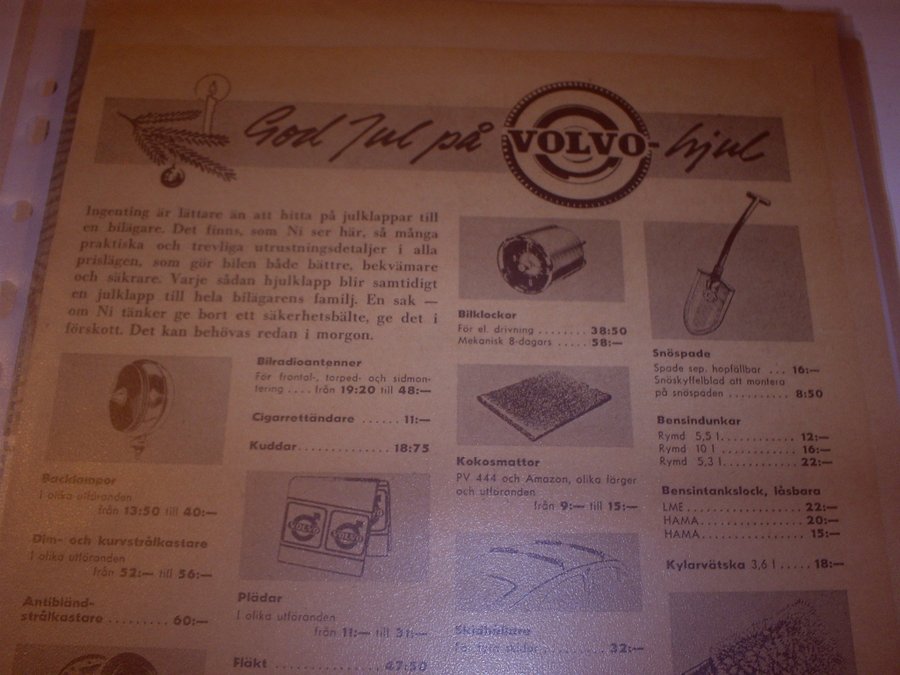 God Jul på VOLVO-hjul
Ingenting är lättare än att hitta på julklappar till
en bilägare. Det finns, som Ni ser här, så många
praktiska och trevliga utrustningsdetaljer i alla
prislägen, som gör bilen både bättre, bekvämare
och säkrare. Varje sådan hjulklapp blir samtidigt
en julklapp till hela bilägarens familj. En sak —
om Ni tänker ge bort ett säkerhetsbälte, ge det i
förskott. Det kan behövas redan i morgon.
Backlampor
I olika utföranden
från 13:50 till 40:—
Dim- och kurvstrålkastare
I olika utföranden
från 52:— till 56:—
Antibländ-
strålkastare ......... 60:—
Bilradioantenner
För frontal-, torped- och sidmon-
tering .... från 19:20 till 48:—
Cigarrettändare ...... 11:—
Kuddar............. 18:75
VOLVO VOLVO VOLVO
Plädar
I olika utföranden
från 11:— till 31:—
Fläkt ............... 47:50
Bilklockor
För el. drivning ........ 38:50
Mekanisk 8-dagars ..... 58:—
Kokosmattor
PV 444 och Amazon, olika färger
och utföranden
från 9:— till 15:—
Skidhållare
För fyra skidor ......... 32:—
Snöspade
Spade sep. hopfällbar ... 16:—
Snöskyffelblad att montera
på snöspaden .......... 8:50
Bensindunkar
Rymd 5,5 l............ 12:—
Rymd 10 l ............ 16:—
Rymd 5,3 l............ 22:—
Bensintankslock, låsbara
LME................. 22:—
HAMA................ 20:—
HAMA............... 15:—
Kylarvätska 3,6 l ..... 18:—